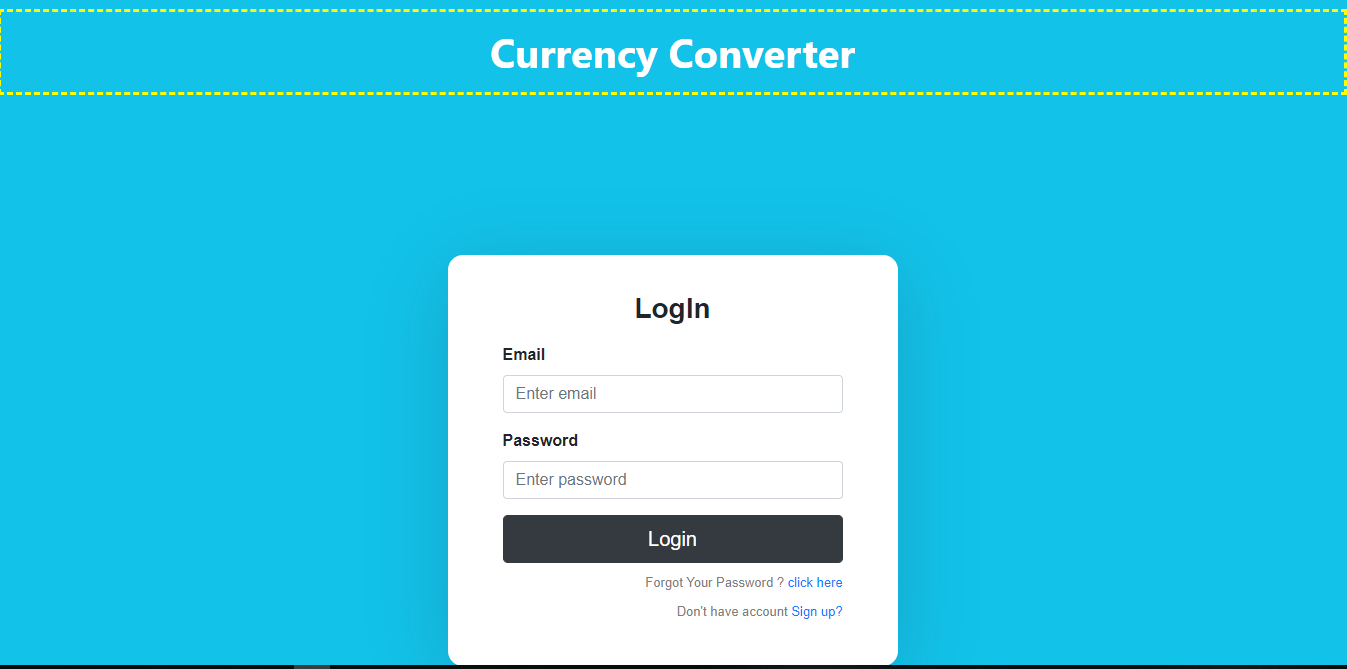 Currency Converter
LogIn
Email
Enter email
Password
Enter password
Login
Forgot Your Password ? click here
Don't have account Sign up?